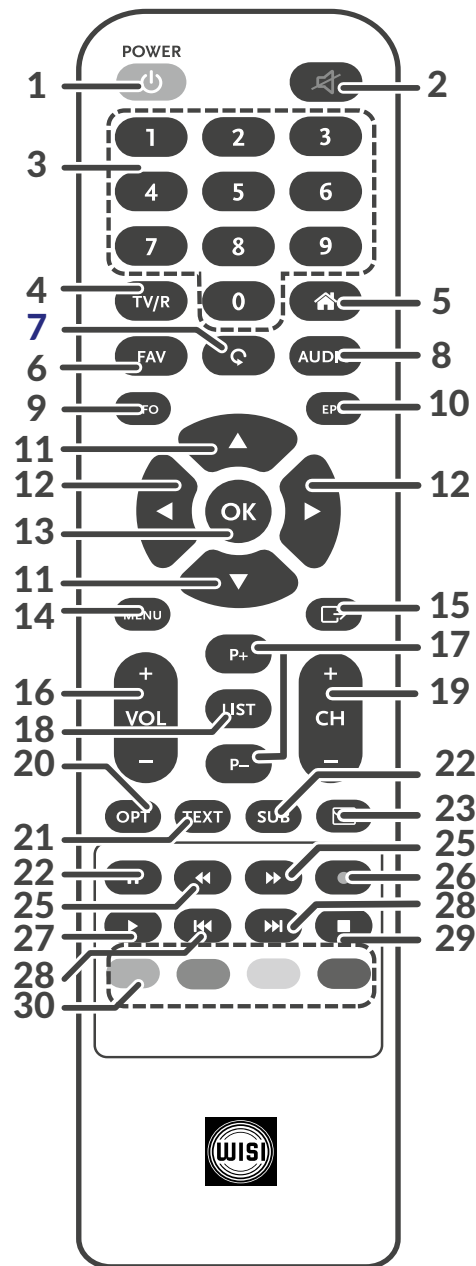 POWER
1 2
1 2 3
3
4 5 6
7 8 9
4 TV/R 0 5
7
6 FAV AUDI 8
9 FO EP 10
11
12 12
OK
13
11
14 MENU 15
P+ 17
+ +
16 VOL LIST CH 19
18
− P− −
20 22
OPT TEXT SUB 23
21 25
22 26
25 28
27 29
28
30
WISI